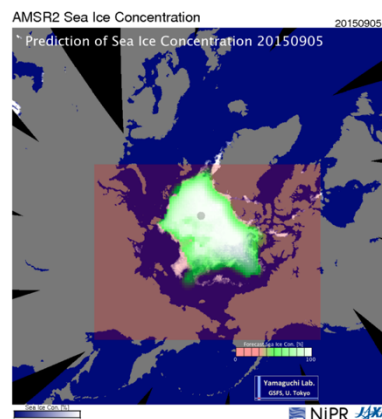 AMSR2 Sea Ice Concentration
20150905
Prediction of Sea Ice Concentration 20150905
Forecast Sea Ice Con. [%]
0 100
Yamaguchi Lab.
GSFS, U. Tokyo
Sea Ice Con. [%]
NiPR